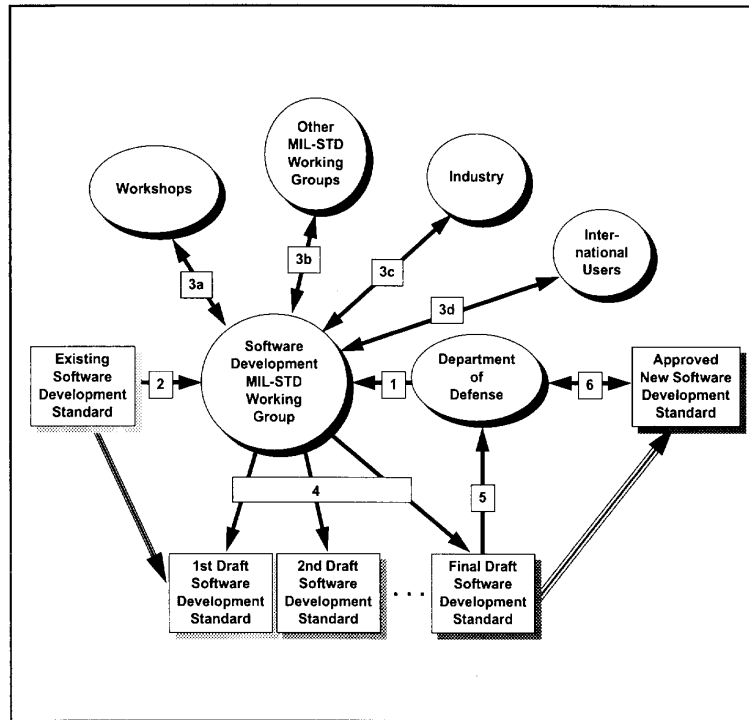 Other
MIL-STD
Working
Groups
Workshops
Industry
Inter-
national
Users
3a
3b
3c
3d
Existing
Software
Development
Standard
2
Software
Development
MIL-STD
Working
Group
1
Department
of
Defense
6
Approved
New Software
Development
Standard
4
5
1st Draft
Software
Development
Standard
2nd Draft
Software
Development
Standard
. . .
Final Draft
Software
Development
Standard